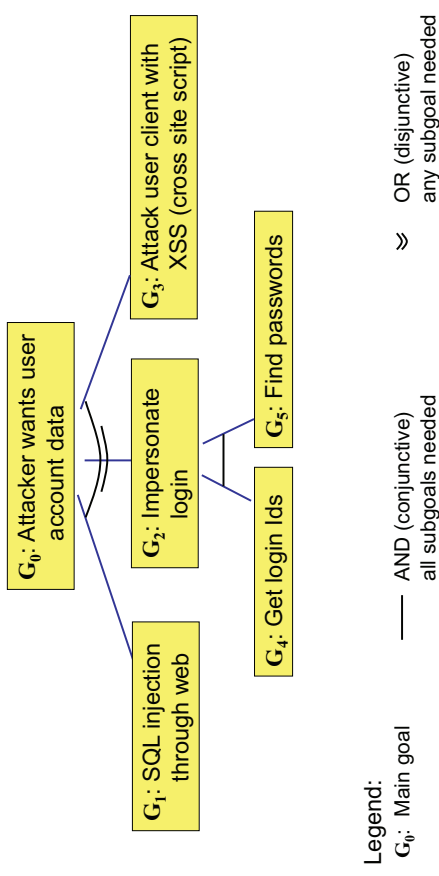 G₀: Attacker wants user
account data
G₁: SQL injection
through web
G₂: Impersonate
login
G₃: Attack user client with
XSS (cross site script)
G₄: Get login Ids
G₅: Find passwords
Legend:
G₀: Main goal
AND (conjunctive)
all subgoals needed
OR (disjunctive)
any subgoal needed